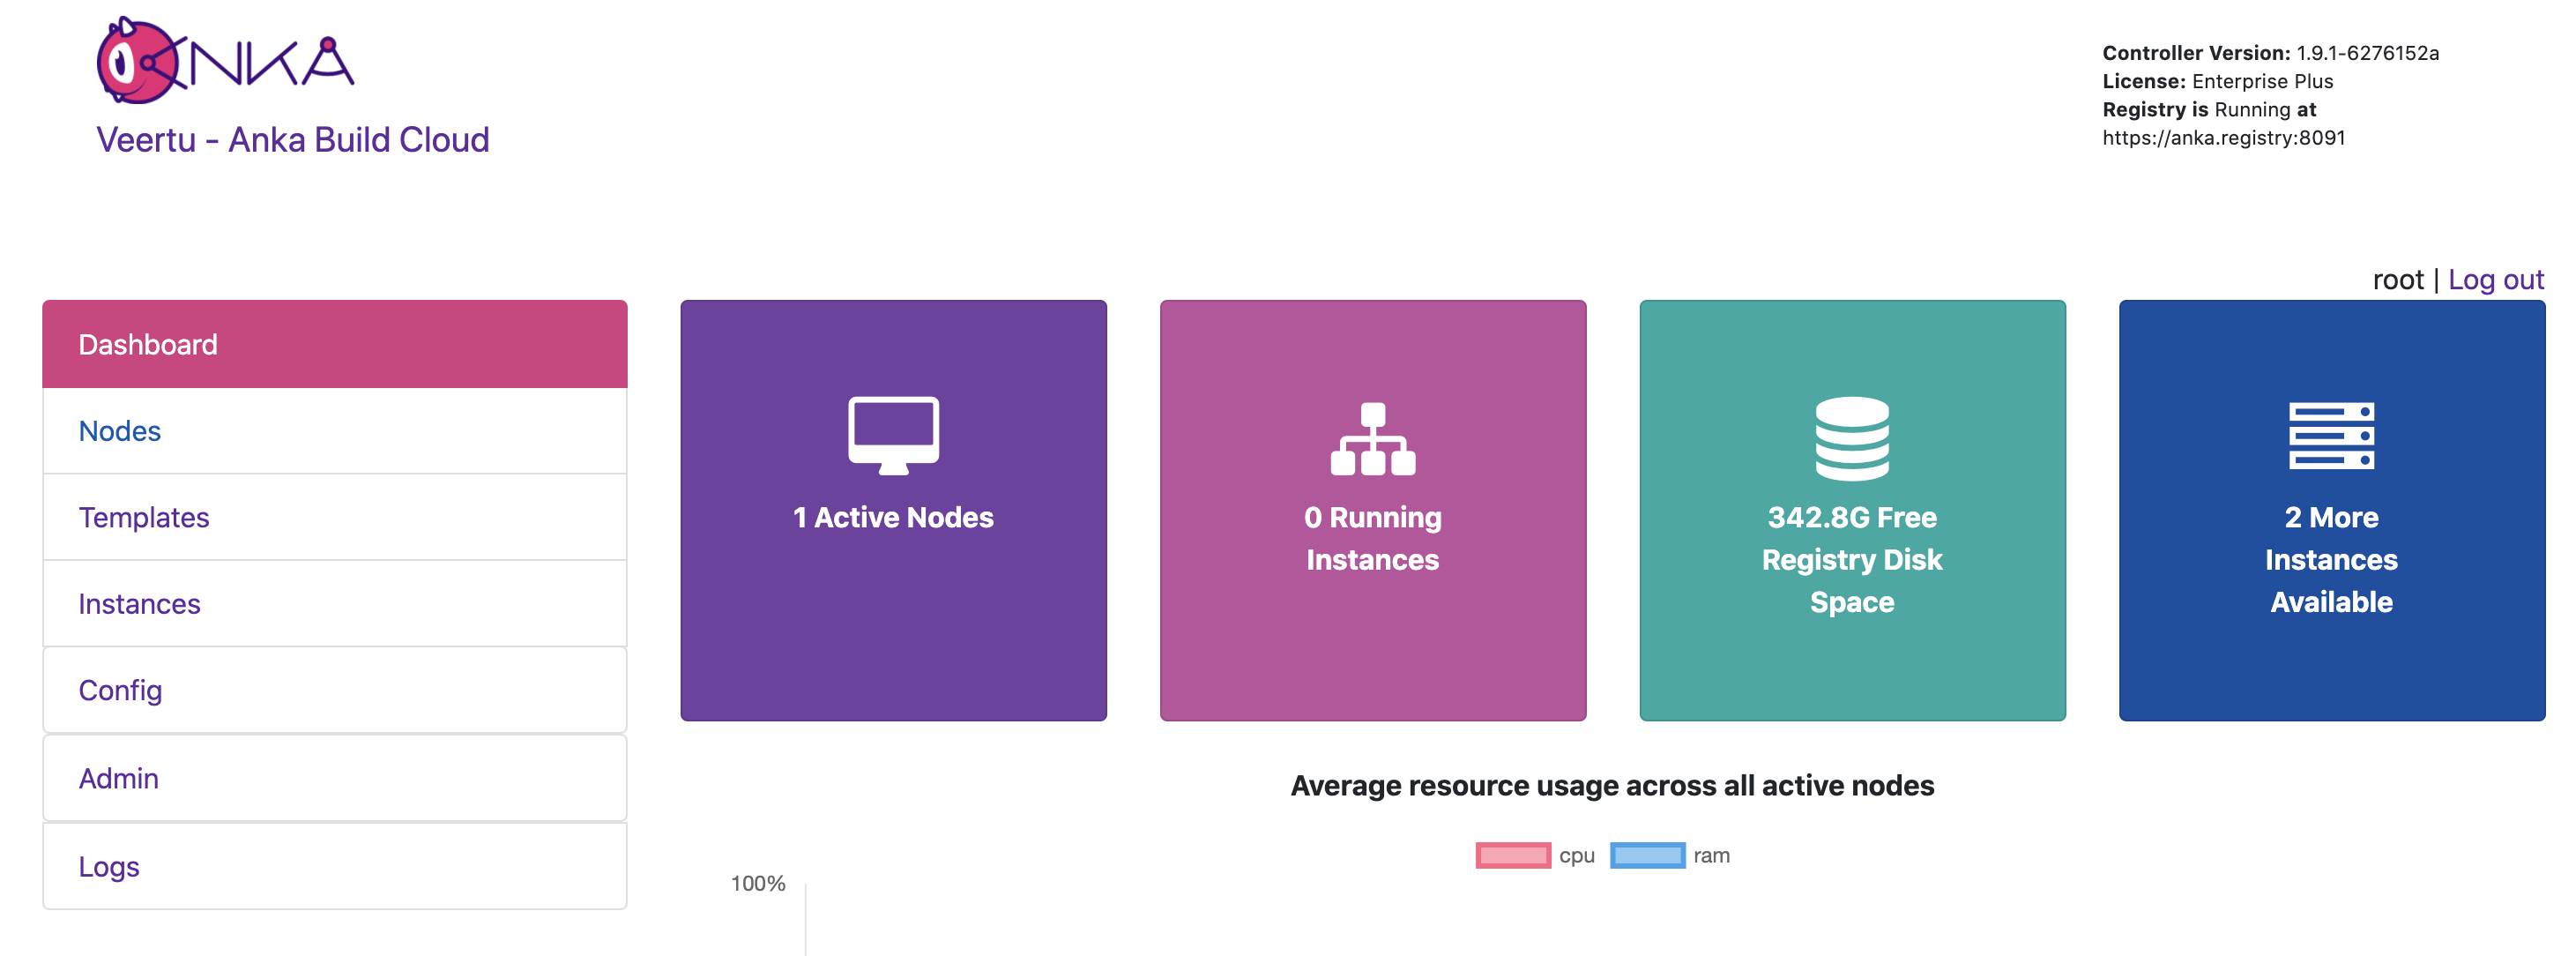 ANKA
Veertu - Anka Build Cloud
Controller Version: 1.9.1-6276152a
License: Enterprise Plus
Registry is Running at
https://anka.registry:8091
root | Log out
Dashboard
Nodes
Templates
Instances
Config
Admin
Logs
1 Active Nodes
0 Running
Instances
342.8G Free
Registry Disk
Space
2 More
Instances
Available
Average resource usage across all active nodes
cpu
ram
100%